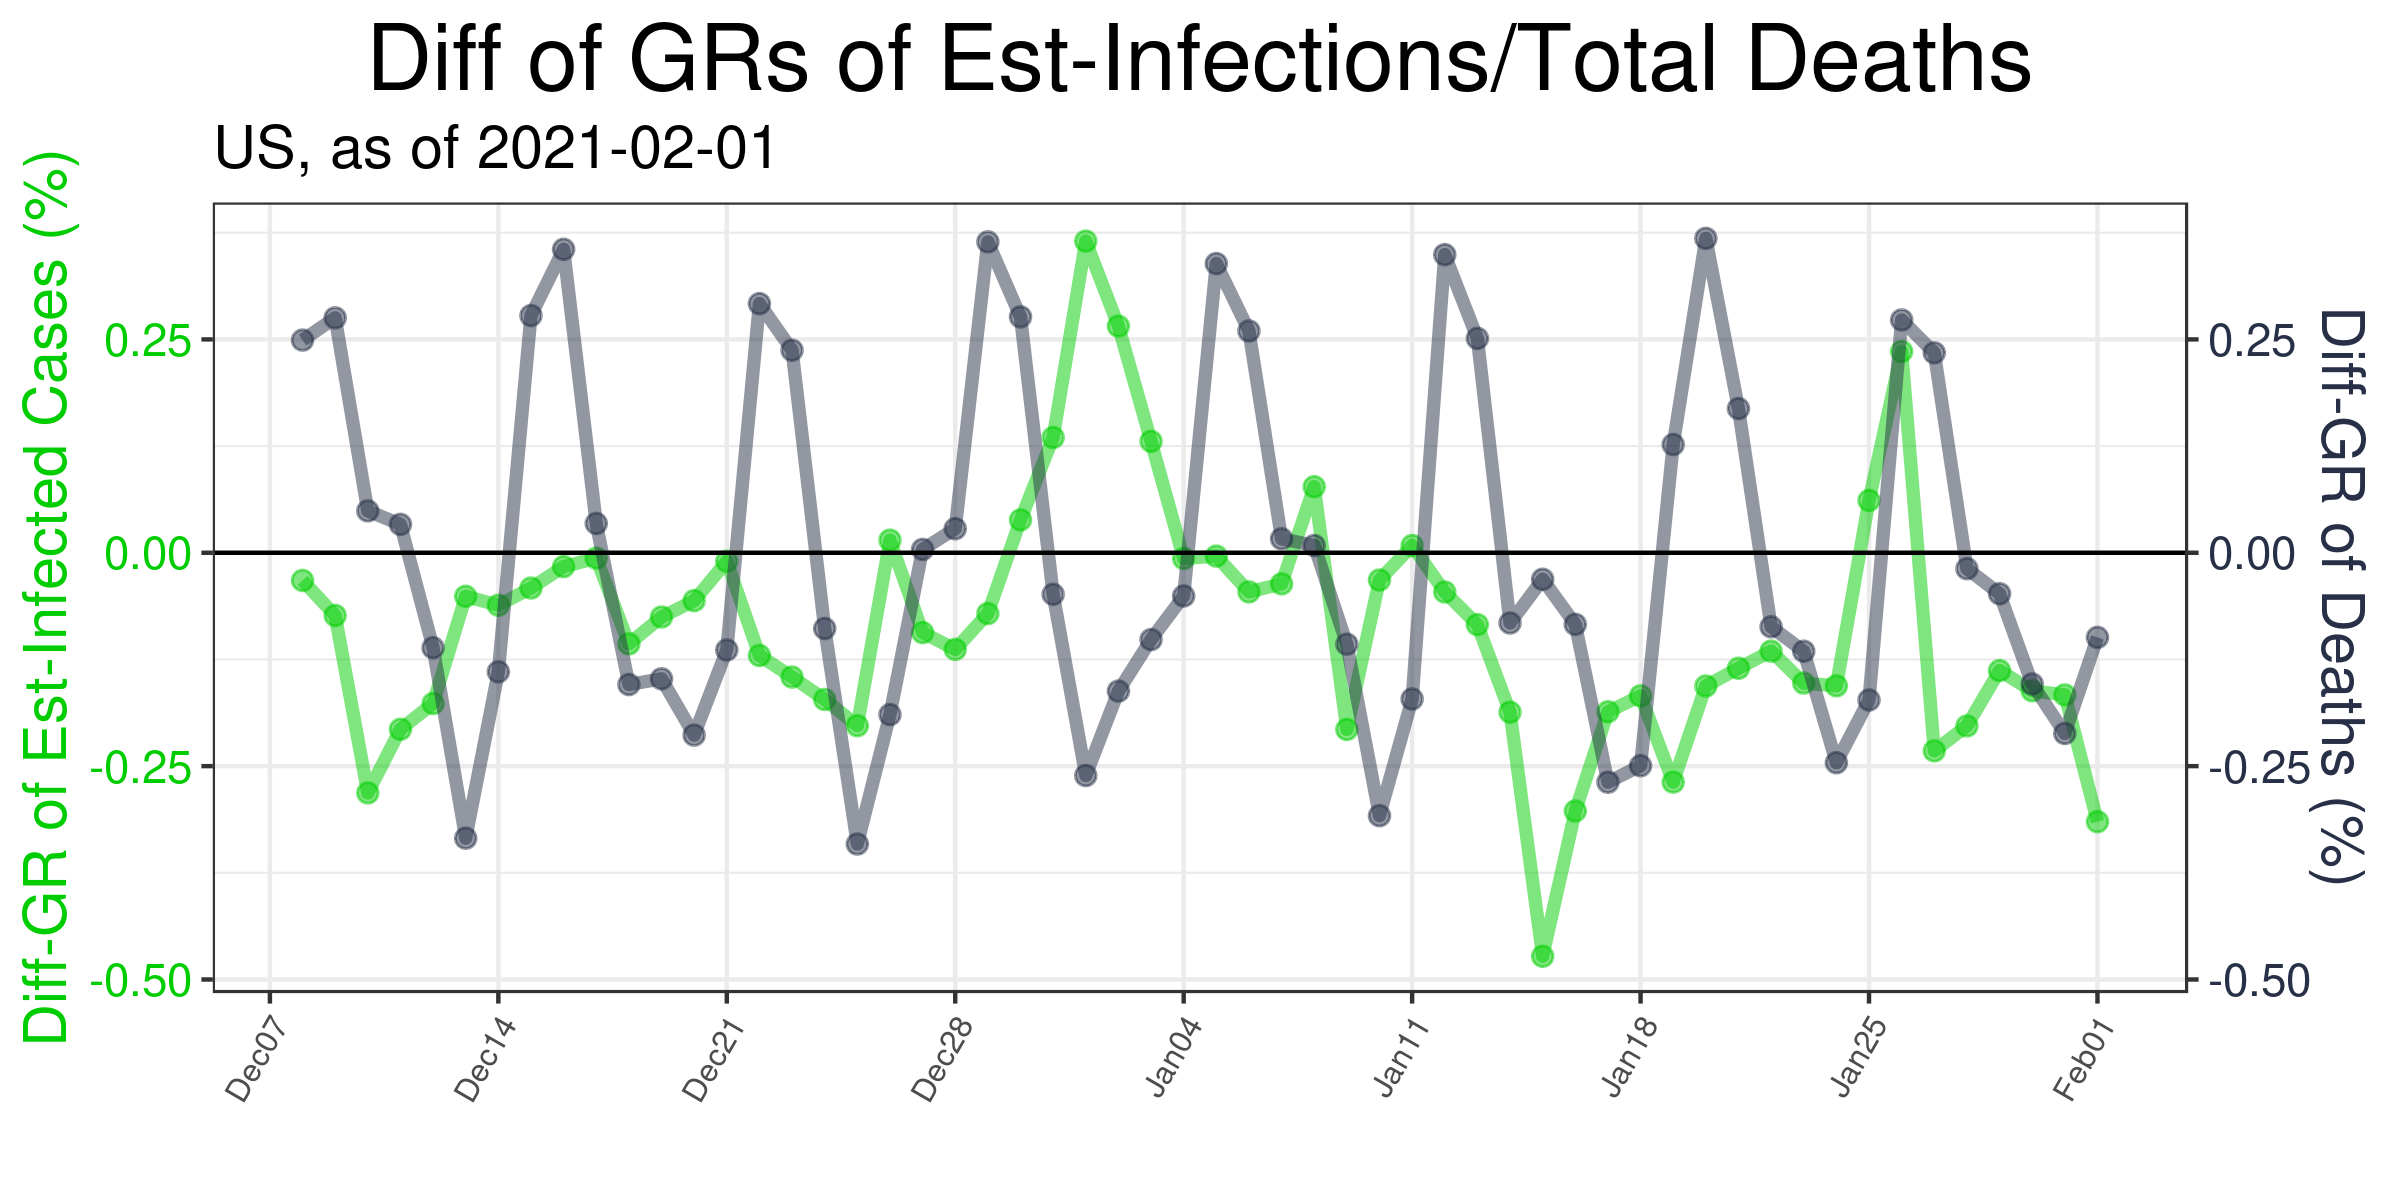 Diff of GRs of Est-Infections/Total Deaths
US, as of 2021-02-01
Diff-GR of Est-Infected Cases (%)
0.25
0.00
-0.25
-0.50
0.25
0.00
-0.25
-0.50
Diff-GR of Deaths (%)
Dec07
Dec14
Dec21
Dec28
Jan04
Jan11
Jan18
Jan25
Feb01